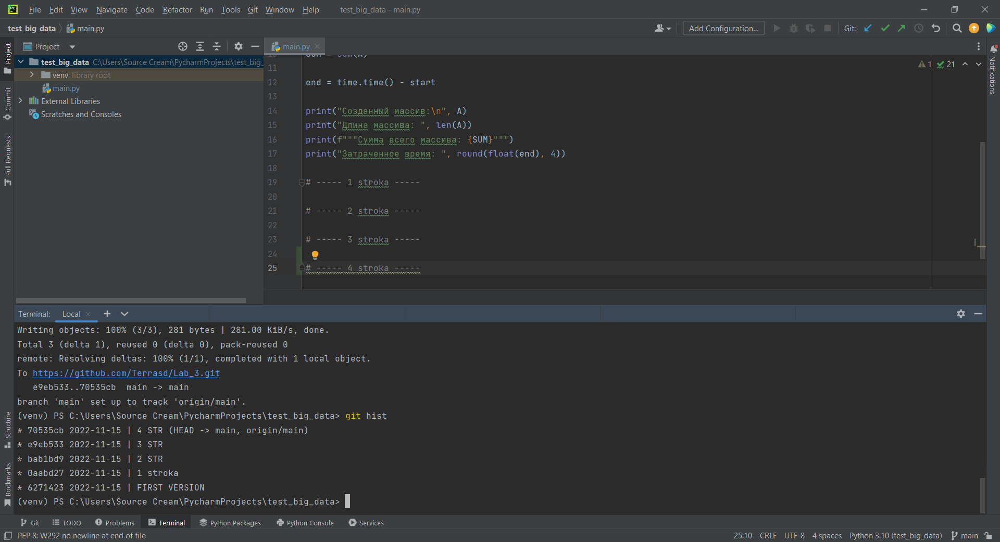 File Edit View Navigate Code Refactor Run Tools Git Window Help test_big_data - main.py
test_big_data main.py Add Configuration... Git:
Project
main.py
test_big_data C:\Users\Source Cream\PycharmProjects\test_big_
venv library root
main.py
External Libraries
Scratches and Consoles
Project
Commit
Pull Requests
Structure
Bookmarks
Notifications
1 21
10 SUM = sum(A)
11
12 end = time.time() - start
13
14 print("Созданный массив:\n", A)
15 print("Длина массива: ", len(A))
16 print(f"""Сумма всего массива: {SUM}""")
17 print("Затраченное время: ", round(float(end), 4))
18
19 # ----- 1 stroka -----
20
21 # ----- 2 stroka -----
22
23 # ----- 3 stroka -----
24
25 # ----- 4 stroka -----
Terminal: Local
Writing objects: 100% (3/3), 281 bytes | 281.00 KiB/s, done.
Total 3 (delta 1), reused 0 (delta 0), pack-reused 0
remote: Resolving deltas: 100% (1/1), completed with 1 local object.
To https://github.com/Terrasd/Lab_3.git
e9eb533..70535cb main -> main
branch 'main' set up to track 'origin/main'.
(venv) PS C:\Users\Source Cream\PycharmProjects\test_big_data> git hist
* 70535cb 2022-11-15 | 4 STR (HEAD -> main, origin/main)
* e9eb533 2022-11-15 | 3 STR
* bab1bd9 2022-11-15 | 2 STR
* 0aabd27 2022-11-15 | 1 stroka
* 6271423 2022-11-15 | FIRST VERSION
(venv) PS C:\Users\Source Cream\PycharmProjects\test_big_data>
Git TODO Problems Terminal Python Packages Python Console Services
PEP 8: W292 no newline at end of file 25:10 CRLF UTF-8 4 spaces Python 3.10 (test_big_data) main